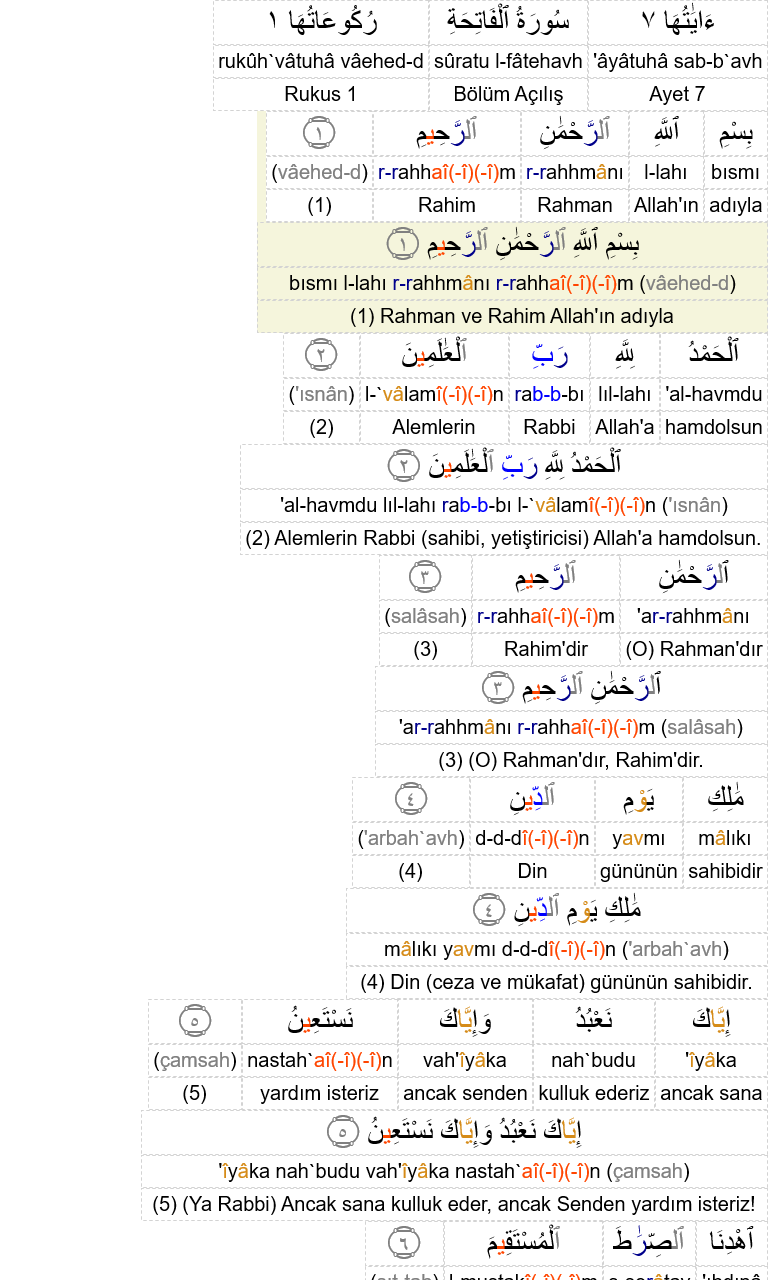 ءَايَٰتُهَا ٧ سُورَةُ ٱلْفَاتِحَةِ رُكُوعَاتُهَا ١
rukûh`vâtuhâ vâehed-d sûratu l-fâtehavh 'âyâtuhâ sab-b`avh
Rukus 1 Bölüm Açılış Ayet 7
بِسْمِ ٱللَّهِ ٱلرَّحْمَٰنِ ٱلرَّحِيمِ ١
(vâehed-d) r-rahhaî(-î)(-î)m r-rahhmânı l-lahı bısmı
(1) Rahim Rahman Allah'ın adıyla
بِسْمِ ٱللَّهِ ٱلرَّحْمَٰنِ ٱلرَّحِيمِ ١
bısmı l-lahı r-rahhmânı r-rahhaî(-î)(-î)m (vâehed-d)
(1) Rahman ve Rahim Allah'ın adıyla
ٱلْحَمْدُ لِلَّهِ رَبِّ ٱلْعَٰلَمِينَ ٢
('ısnân) l-`vâlamî(-î)(-î)n rab-b-bı lıl-lahı 'al-havmdu
(2) Alemlerin Rabbi Allah'a hamdolsun
ٱلْحَمْدُ لِلَّهِ رَبِّ ٱلْعَٰلَمِينَ ٢
'al-havmdu lıl-lahı rab-b-bı l-`vâlamî(-î)(-î)n ('ısnân)
(2) Alemlerin Rabbi (sahibi, yetiştiricisi) Allah'a hamdolsun.
ٱلرَّحْمَٰنِ ٱلرَّحِيمِ ٣
(salâsah) r-rahhaî(-î)(-î)m 'ar-rahhmânı
(3) Rahim'dir (O) Rahman'dır
ٱلرَّحْمَٰنِ ٱلرَّحِيمِ ٣
'ar-rahhmânı r-rahhaî(-î)(-î)m (salâsah)
(3) (O) Rahman'dır, Rahim'dir.
مَٰلِكِ يَوْمِ ٱلدِّينِ ٤
('arbah`avh) d-d-dî(-î)(-î)n yavmı mâlıkı
(4) Din gününün sahibidir
مَٰلِكِ يَوْمِ ٱلدِّينِ ٤
mâlıkı yavmı d-d-dî(-î)(-î)n ('arbah`avh)
(4) Din (ceza ve mükafat) gününün sahibidir.
إِيَّاكَ نَعْبُدُ وَإِيَّاكَ نَسْتَعِينُ ٥
(çamsah) nastah`aî(-î)(-î)n vah'îyâka nah`budu 'îyâka
(5) yardım isteriz ancak senden kulluk ederiz ancak sana
إِيَّاكَ نَعْبُدُ وَإِيَّاكَ نَسْتَعِينُ ٥
'îyâka nah`budu vah'îyâka nastah`aî(-î)(-î)n (çamsah)
(5) (Ya Rabbi) Ancak sana kulluk eder, ancak Senden yardım isteriz!
ٱهْدِنَا ٱلصِّرَٰطَ ٱلْمُسْتَقِيمَ ٦